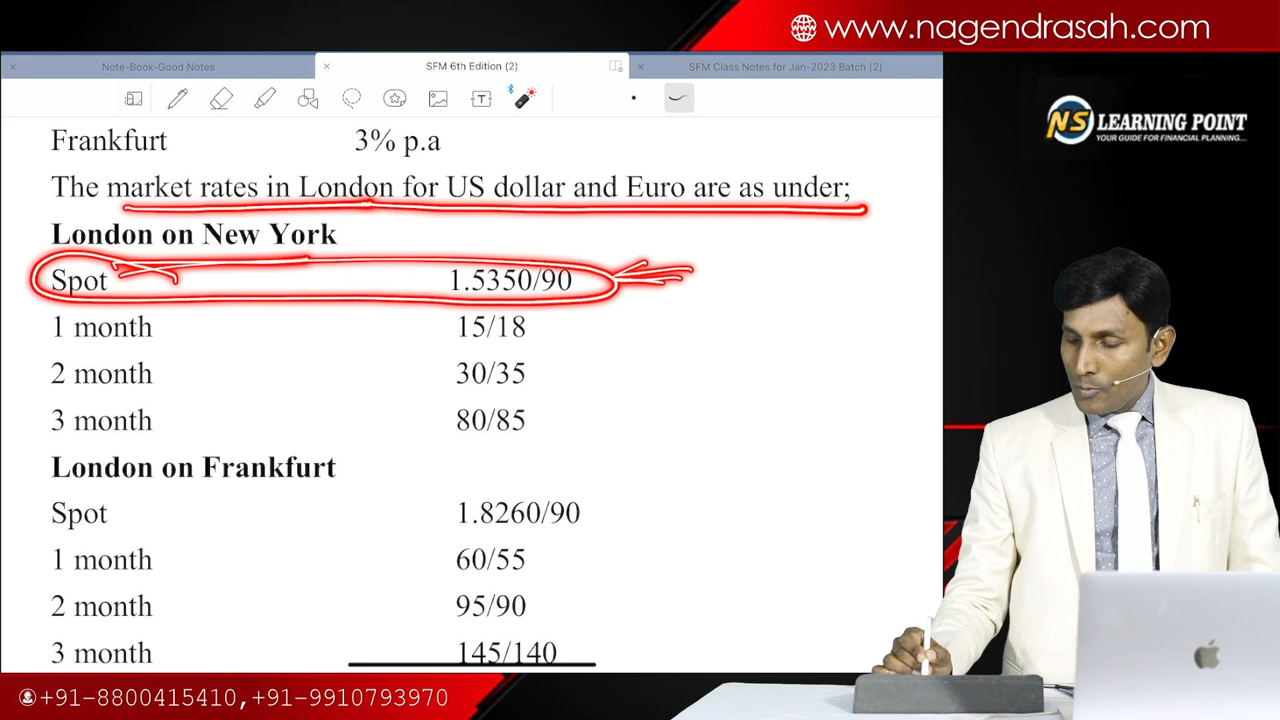 www.nagendrasah.com
Note-Book-Good Notes
SFM 6th Edition (2)
SFM Class Notes for Jan-2023 Batch (2)
NS LEARNING POINT
YOUR GUIDE FOR FINANCIAL PLANNING....
Frankfurt 3% p.a
The market rates in London for US dollar and Euro are as under;
London on New York
Spot 1.5350/90
1 month 15/18
2 month 30/35
3 month 80/85
London on Frankfurt
Spot 1.8260/90
1 month 60/55
2 month 95/90
3 month 145/140
+91-8800415410,+91-9910793970